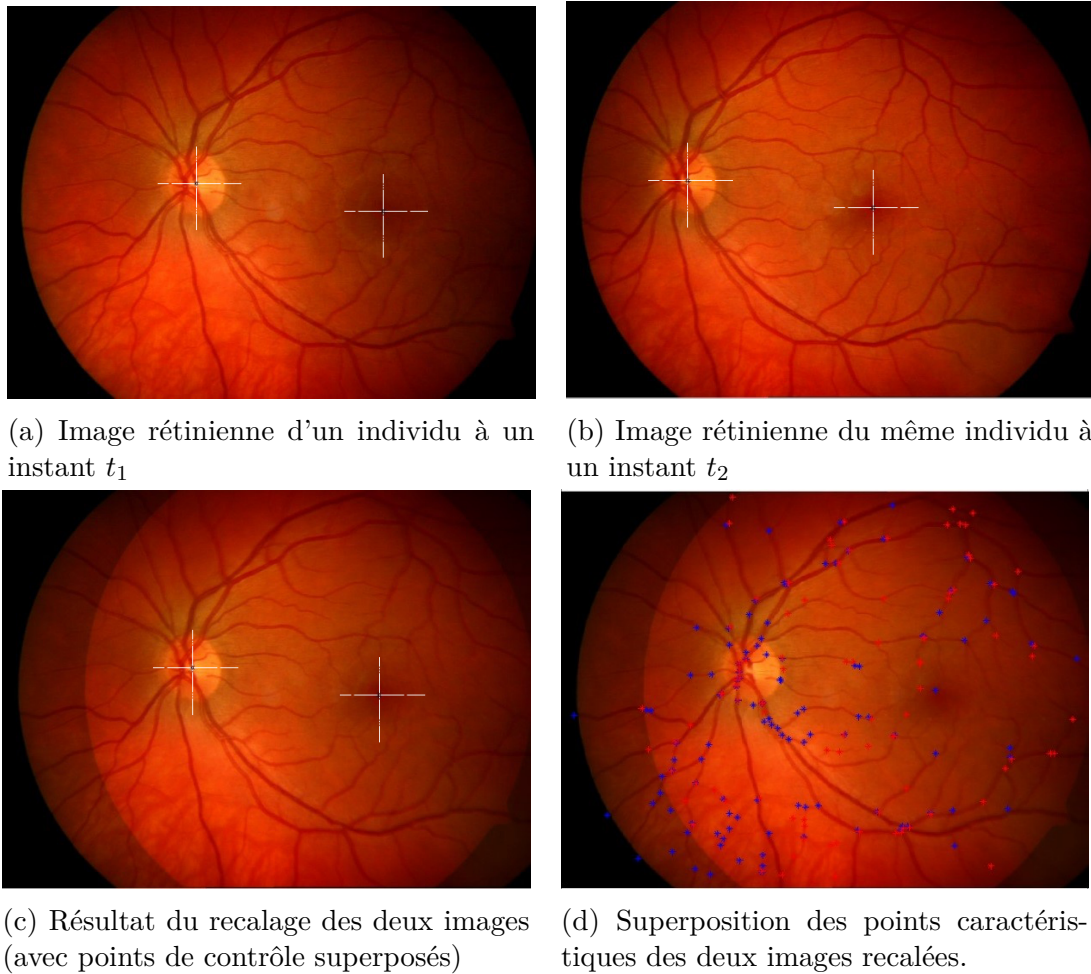 (a) Image rétinienne d'un individu à un
instant t₁
(b) Image rétinienne du même individu à
un instant t₂
(c) Résultat du recalage des deux images
(avec points de contrôle superposés)
(d) Superposition des points caractéris-
tiques des deux images recalées.